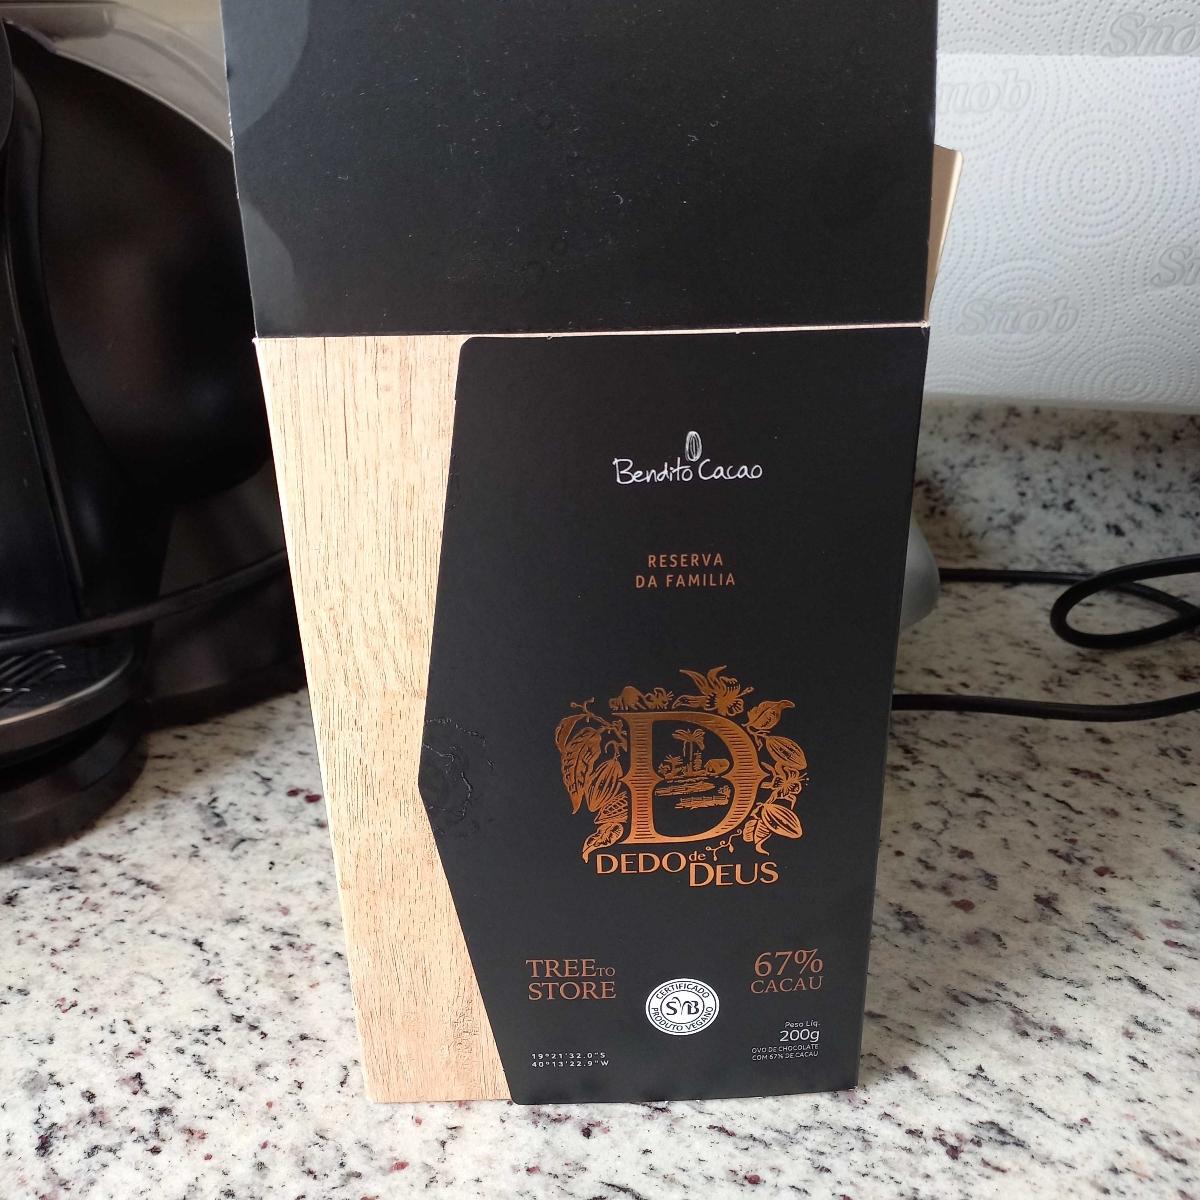 Snob
Snob
Snob
Bendito Cacao
RESERVA
DA FAMILIA
D
DEDO de DEUS
TREE TO
STORE
67%
CACAU
CERTIFICADO
SVB
PRODUTO VEGANO
Peso Líq.
200g
OVO DE CHOCOLATE
COM 67% DE CACAU
19°21'32.0"S
40°13'22.9"W